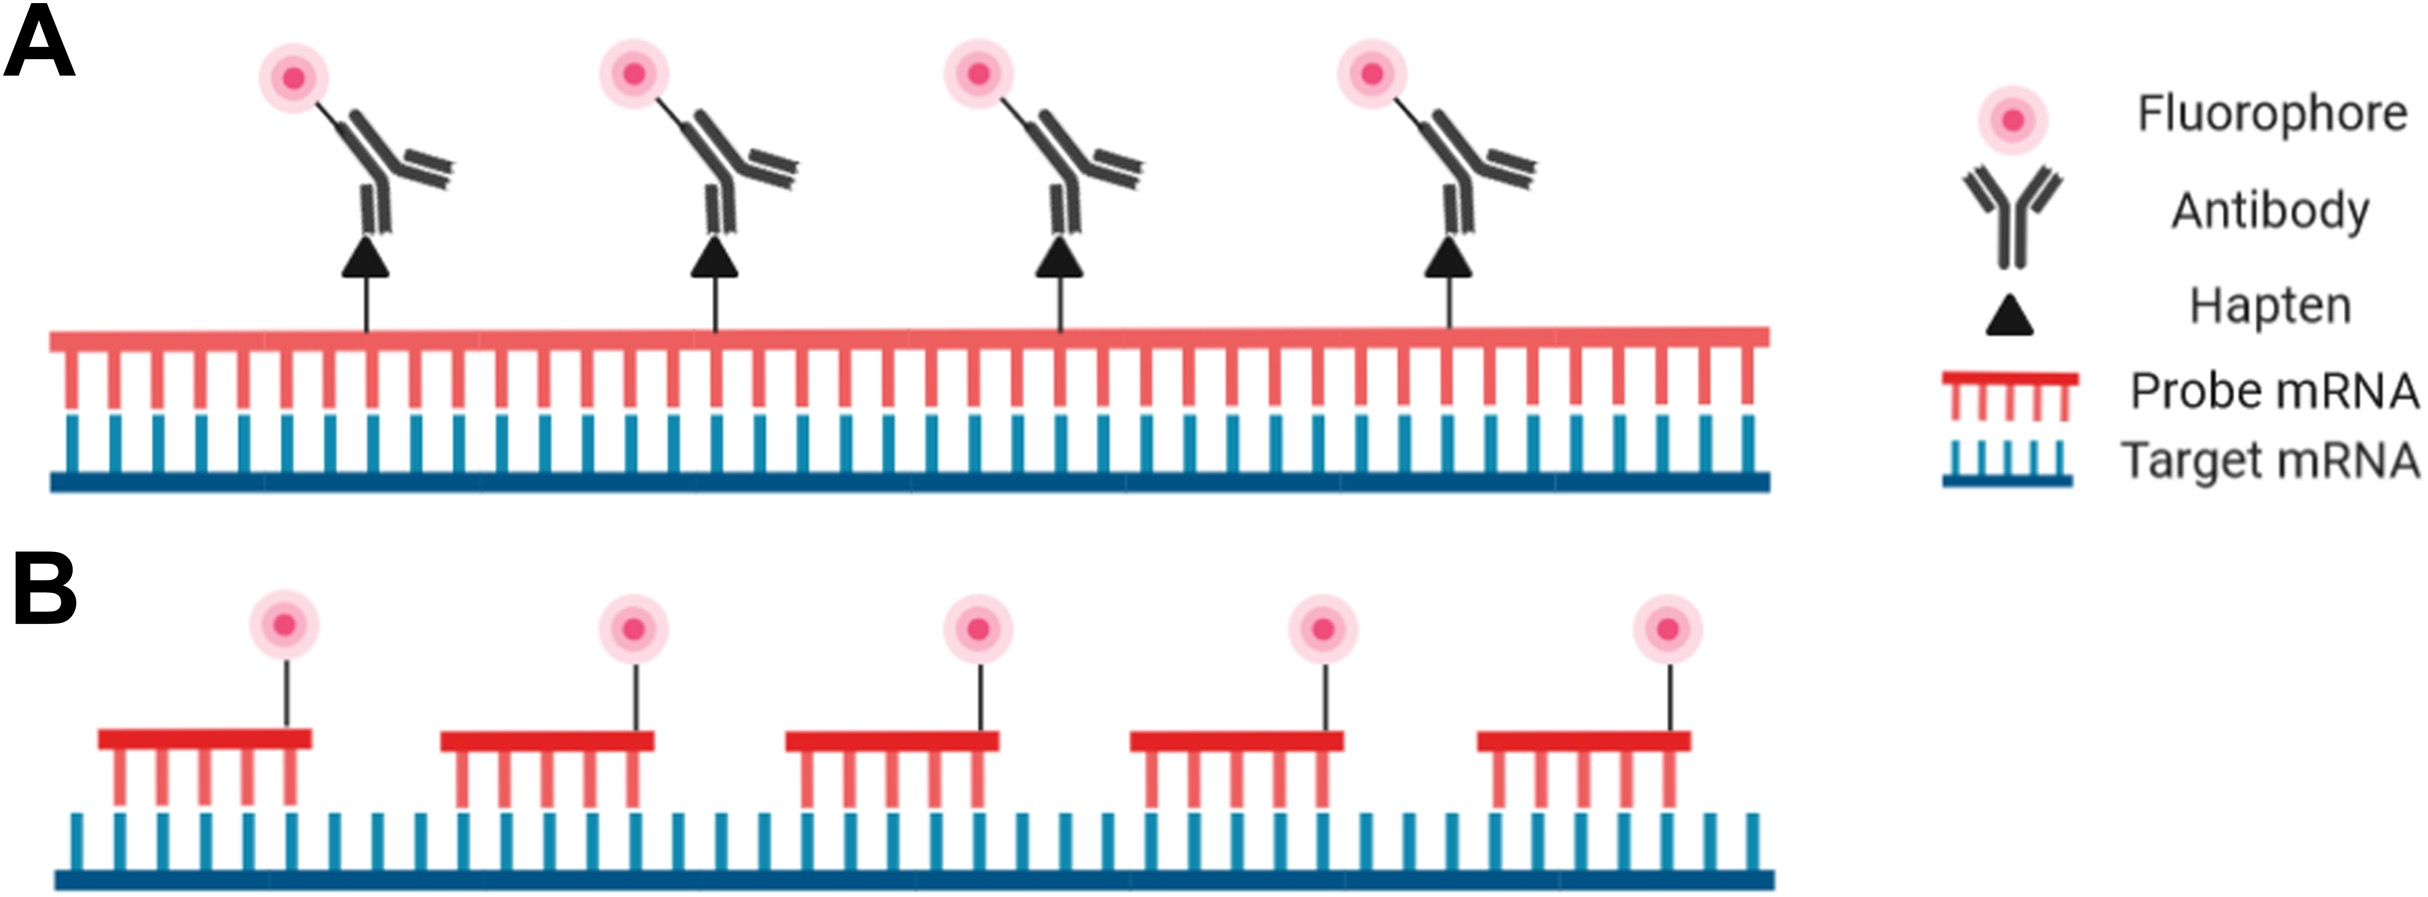 A
Fluorophore
Antibody
Hapten
Probe mRNA
Target mRNA
B